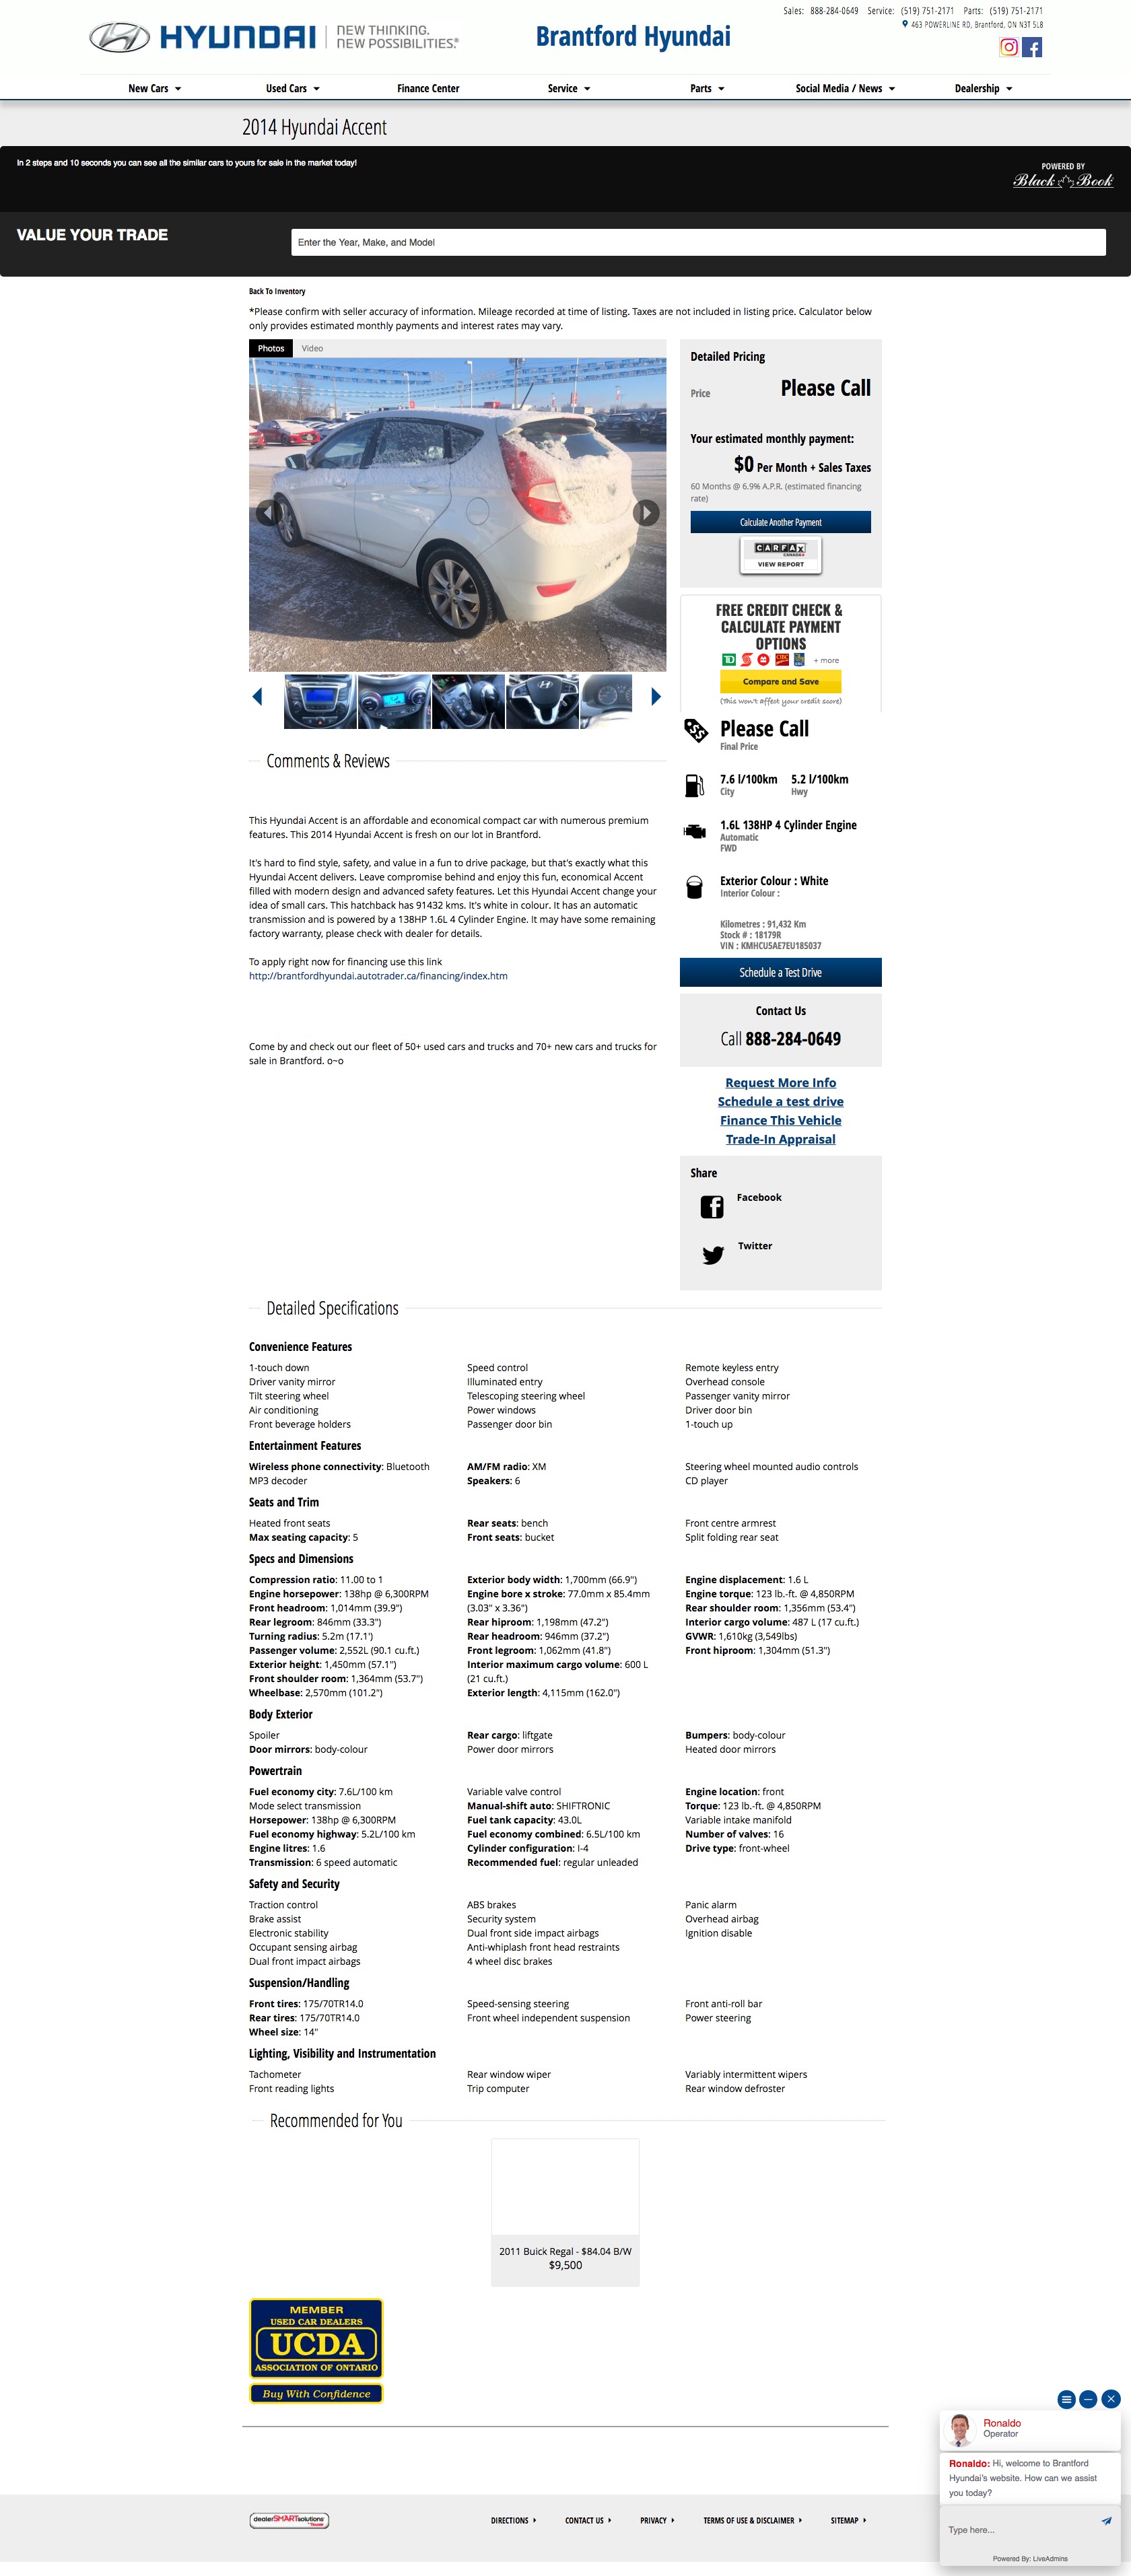 Sales: 888-284-0649 Service: (519) 751-2171 Parts: (519) 751-2171
463 POWERLINE RD, Brantford, ON N3T 5L8
HYUNDAI
NEW THINKING.
NEW POSSIBILITIES.®
Brantford Hyundai
New Cars
Used Cars
Finance Center
Service
Parts
Social Media / News
Dealership
2014 Hyundai Accent
In 2 steps and 10 seconds you can see all the similar cars to yours for sale in the market today!
POWERED BY
Black Book
VALUE YOUR TRADE
Enter the Year, Make, and Model
Back To Inventory
*Please confirm with seller accuracy of information. Mileage recorded at time of listing. Taxes are not included in listing price. Calculator below
only provides estimated monthly payments and interest rates may vary.
Photos
Video
Detailed Pricing
Price
Please Call
Your estimated monthly payment:
$0 Per Month + Sales Taxes
60 Months @ 6.9% A.P.R. (estimated financing
rate)
Calculate Another Payment
CARFAX
CANADA
VIEW REPORT
FREE CREDIT CHECK &
CALCULATE PAYMENT
OPTIONS
+ more
Compare and Save
(This won't affect your credit score)
Please Call
Final Price
7.6 l/100km
City
5.2 l/100km
Hwy
1.6L 138HP 4 Cylinder Engine
Automatic
FWD
Exterior Colour : White
Interior Colour :
Kilometres : 91,432 Km
Stock # : 18179R
VIN : KMHCU5AE7EU185037
Schedule a Test Drive
Contact Us
Call 888-284-0649
Request More Info
Schedule a test drive
Finance This Vehicle
Trade-In Appraisal
Share
Facebook
Twitter
Comments & Reviews
This Hyundai Accent is an affordable and economical compact car with numerous premium
features. This 2014 Hyundai Accent is fresh on our lot in Brantford.
It's hard to find style, safety, and value in a fun to drive package, but that's exactly what this
Hyundai Accent delivers. Leave compromise behind and enjoy this fun, economical Accent
filled with modern design and advanced safety features. Let this Hyundai Accent change your
idea of small cars. This hatchback has 91432 kms. It's white in colour. It has an automatic
transmission and is powered by a 138HP 1.6L 4 Cylinder Engine. It may have some remaining
factory warranty, please check with dealer for details.
To apply right now for financing use this link
http://brantfordhyundai.autotrader.ca/financing/index.htm
Come by and check out our fleet of 50+ used cars and trucks and 70+ new cars and trucks for
sale in Brantford. o~o
Detailed Specifications
Convenience Features
1-touch down
Speed control
Remote keyless entry
Driver vanity mirror
Illuminated entry
Overhead console
Tilt steering wheel
Telescoping steering wheel
Passenger vanity mirror
Air conditioning
Power windows
Driver door bin
Front beverage holders
Passenger door bin
1-touch up
Entertainment Features
Wireless phone connectivity: Bluetooth
AM/FM radio: XM
Steering wheel mounted audio controls
MP3 decoder
Speakers: 6
CD player
Seats and Trim
Heated front seats
Rear seats: bench
Front centre armrest
Max seating capacity: 5
Front seats: bucket
Split folding rear seat
Specs and Dimensions
Compression ratio: 11.00 to 1
Engine horsepower: 138hp @ 6,300RPM
Front headroom: 1,014mm (39.9")
Rear legroom: 846mm (33.3")
Turning radius: 5.2m (17.1')
Passenger volume: 2,552L (90.1 cu.ft.)
Exterior height: 1,450mm (57.1")
Front shoulder room: 1,364mm (53.7")
Wheelbase: 2,570mm (101.2")
Exterior body width: 1,700mm (66.9")
Engine bore x stroke: 77.0mm x 85.4mm
(3.03" x 3.36")
Rear hiproom: 1,198mm (47.2")
Rear headroom: 946mm (37.2")
Front legroom: 1,062mm (41.8")
Interior maximum cargo volume: 600 L
(21 cu.ft.)
Exterior length: 4,115mm (162.0")
Engine displacement: 1.6 L
Engine torque: 123 lb.-ft. @ 4,850RPM
Rear shoulder room: 1,356mm (53.4")
Interior cargo volume: 487 L (17 cu.ft.)
GVWR: 1,610kg (3,549lbs)
Front hiproom: 1,304mm (51.3")
Body Exterior
Spoiler
Rear cargo: liftgate
Bumpers: body-colour
Door mirrors: body-colour
Power door mirrors
Heated door mirrors
Powertrain
Fuel economy city: 7.6L/100 km
Variable valve control
Engine location: front
Mode select transmission
Manual-shift auto: SHIFTRONIC
Torque: 123 lb.-ft. @ 4,850RPM
Horsepower: 138hp @ 6,300RPM
Fuel tank capacity: 43.0L
Variable intake manifold
Fuel economy highway: 5.2L/100 km
Fuel economy combined: 6.5L/100 km
Number of valves: 16
Engine litres: 1.6
Cylinder configuration: I-4
Drive type: front-wheel
Transmission: 6 speed automatic
Recommended fuel: regular unleaded
Safety and Security
Traction control
ABS brakes
Panic alarm
Brake assist
Security system
Overhead airbag
Electronic stability
Dual front side impact airbags
Ignition disable
Occupant sensing airbag
Anti-whiplash front head restraints
Dual front impact airbags
4 wheel disc brakes
Suspension/Handling
Front tires: 175/70TR14.0
Speed-sensing steering
Front anti-roll bar
Rear tires: 175/70TR14.0
Front wheel independent suspension
Power steering
Wheel size: 14"
Lighting, Visibility and Instrumentation
Tachometer
Rear window wiper
Variably intermittent wipers
Front reading lights
Trip computer
Rear window defroster
Recommended for You
2011 Buick Regal - $84.04 B/W
$9,500
MEMBER
USED CAR DEALERS
UCDA
ASSOCIATION OF ONTARIO
Buy With Confidence
Ronaldo
Operator
Ronaldo: Hi, welcome to Brantford
Hyundai's website. How can we assist
you today?
Type here...
Powered By: LiveAdmins
dealerSMARTsolutions
DIRECTIONS
CONTACT US
PRIVACY
TERMS OF USE & DISCLAIMER
SITEMAP